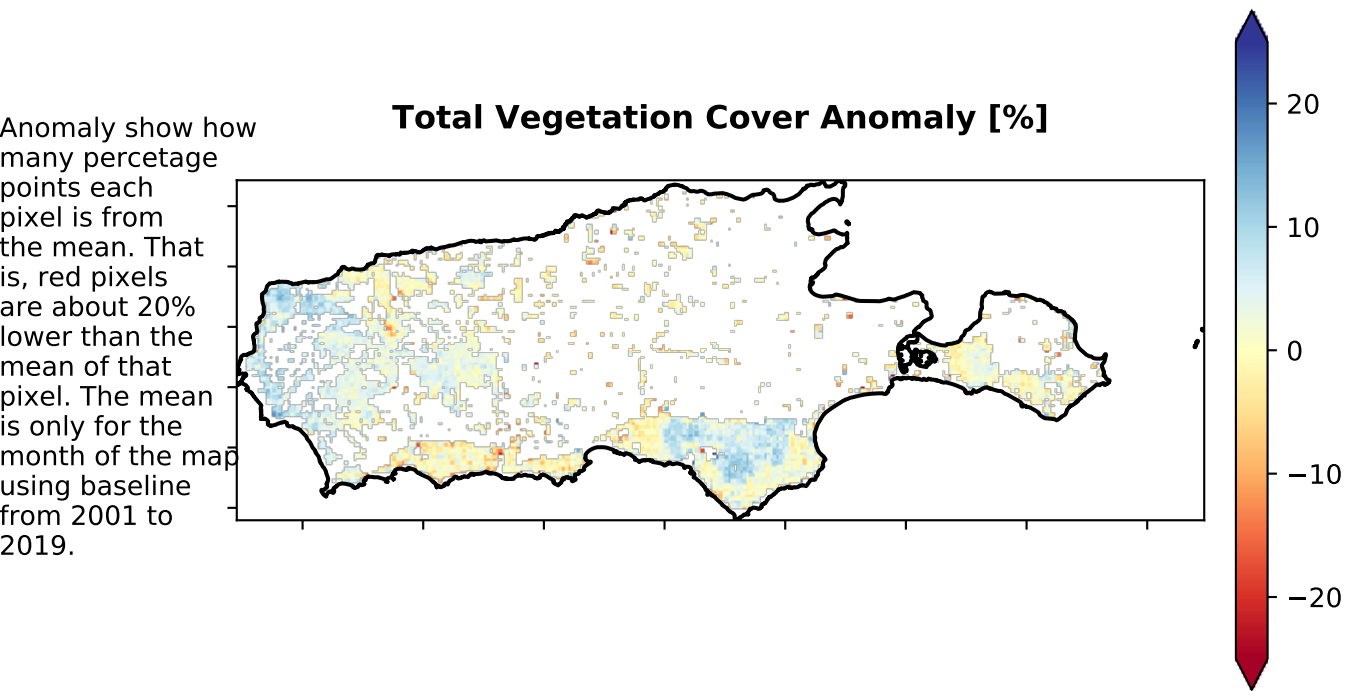 Total Vegetation Cover Anomaly [%]
Anomaly show how
many percetage
points each
pixel is from
the mean. That
is, red pixels
are about 20%
lower than the
mean of that
pixel. The mean
is only for the
month of the map
using baseline
from 2001 to
2019.
20
10
0
−10
−20